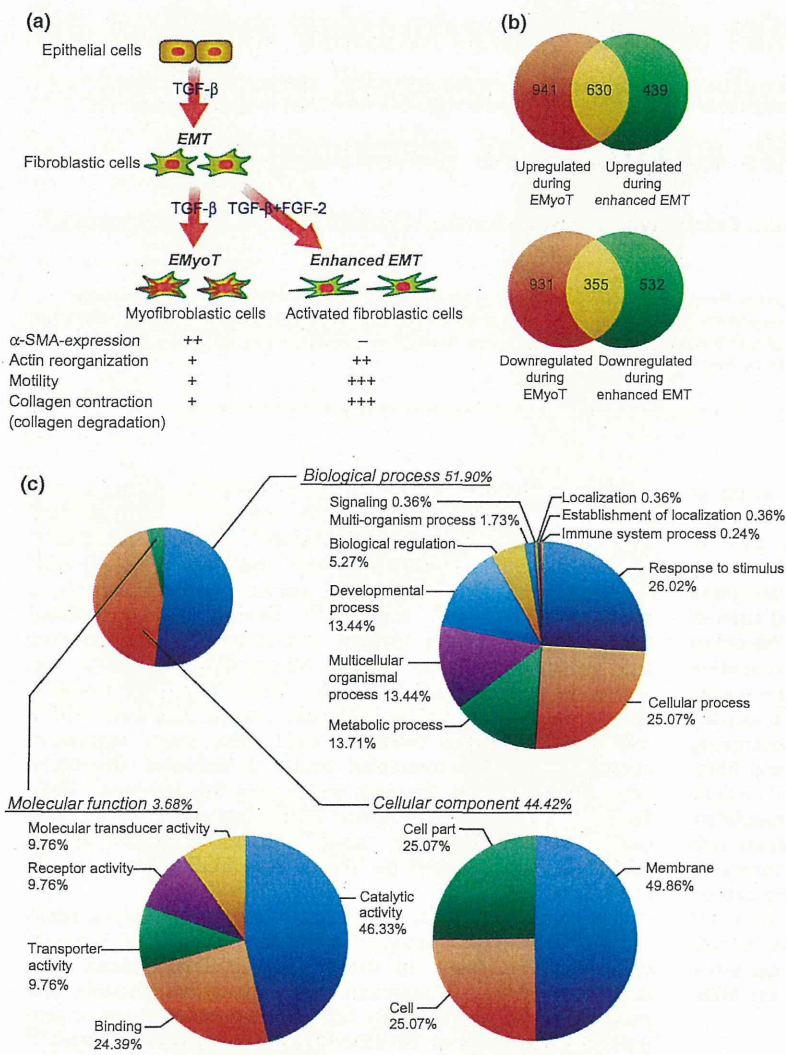 (a)
Epithelial cells
TGF-β
EMT
Fibroblastic cells
TGF-β TGF-β+FGF-2
EMyoT Enhanced EMT
Myofibroblastic cells Activated fibroblastic cells
α-SMA-expression ++ –
Actin reorganization + ++
Motility + +++
Collagen contraction + +++
(collagen degradation)
(b)
941 630 439
Upregulated
during
EMyoT
Upregulated
during
enhanced EMT
931 355 532
Downregulated
during
EMyoT
Downregulated
during
enhanced EMT
(c)
Biological process 51.90%
Signaling 0.36%
Multi-organism process 1.73%
Biological regulation
5.27%
Developmental
process
13.44%
Multicellular
organismal
process 13.44%
Metabolic process
13.71%
Localization 0.36%
Establishment of localization 0.36%
Immune system process 0.24%
Response to stimulus
26.02%
Cellular process
25.07%
Molecular function 3.68%
Molecular transducer activity
9.76%
Receptor activity
9.76%
Transporter
activity
9.76%
Binding
24.39%
Catalytic
activity
46.33%
Cellular component 44.42%
Cell part
25.07%
Membrane
49.86%
Cell
25.07%